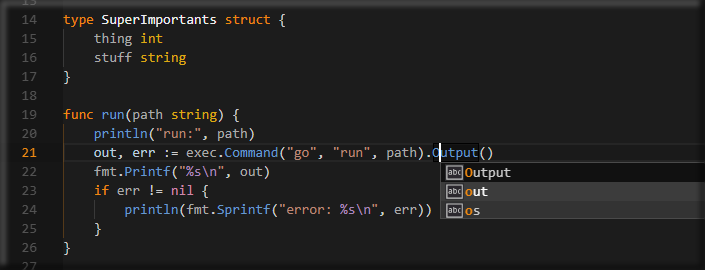 13
14 type SuperImportants struct {
15     thing int
16     stuff string
17 }
18
19 func run(path string) {
20     println("run:", path)
21     out, err := exec.Command("go", "run", path).Output()
22     fmt.Printf("%s\n", out)
abc Output
23     if err != nil {
abc out
24         println(fmt.Sprintf("error: %s\n", err))
abc os
25     }
26 }
27